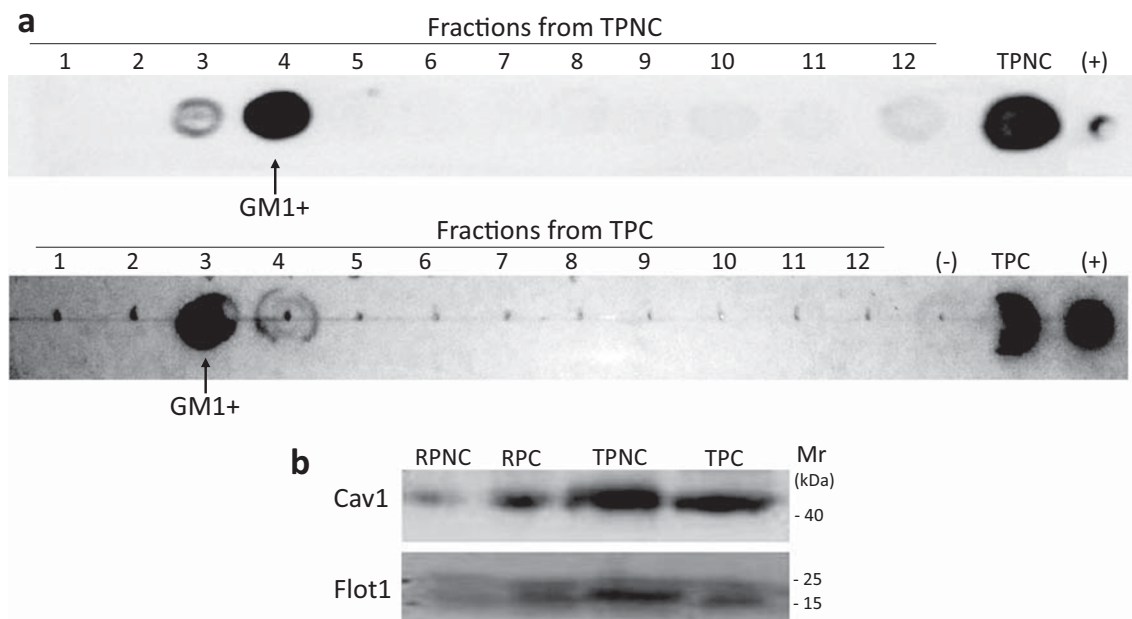 a
Fractions from TPNC
1 2 3 4 5 6 7 8 9 10 11 12 TPNC (+)
GM1+
Fractions from TPC
1 2 3 4 5 6 7 8 9 10 11 12 (-) TPC (+)
GM1+
b
RPNC RPC TPNC TPC Mr
(kDa)
Cav1
- 40
- 25
Flot1
- 15